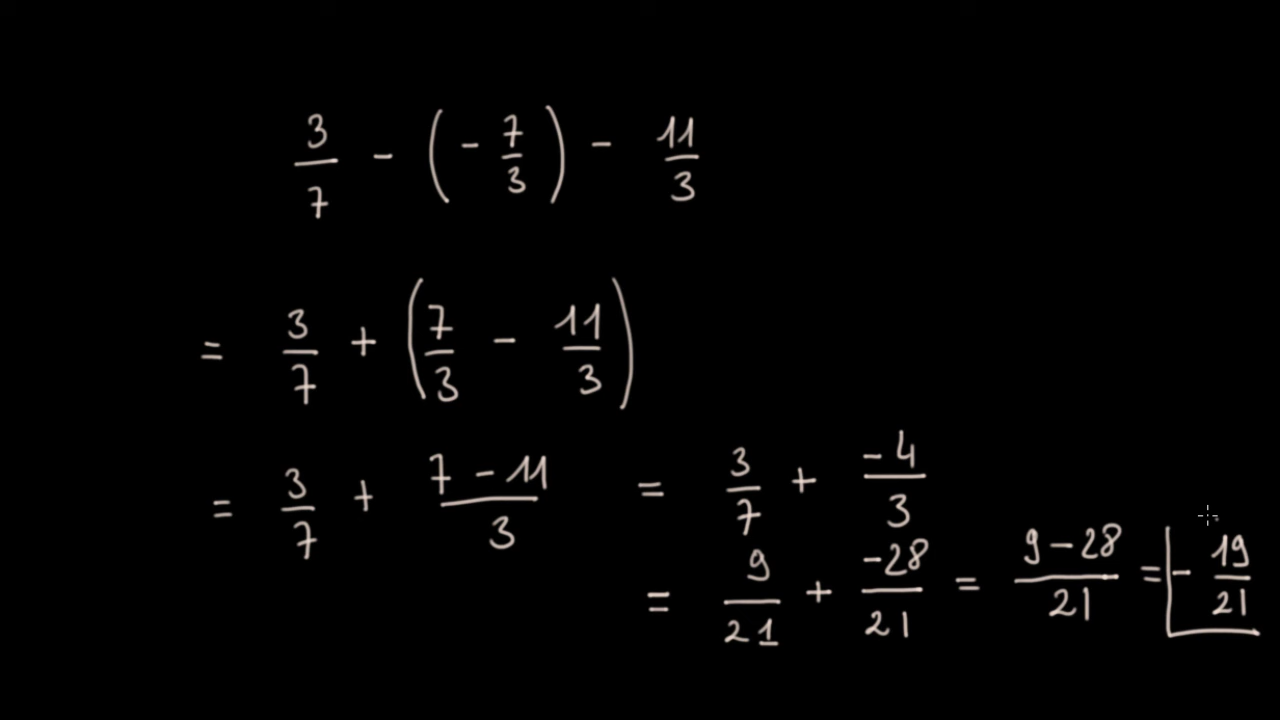 3/7 - (- 7/3) - 11/3
= 3/7 + (7/3 - 11/3)
= 3/7 + (7 - 11)/3 = 3/7 + (-4)/3
= 9/21 + (-28)/21 = (9 - 28)/21 = - 19/21